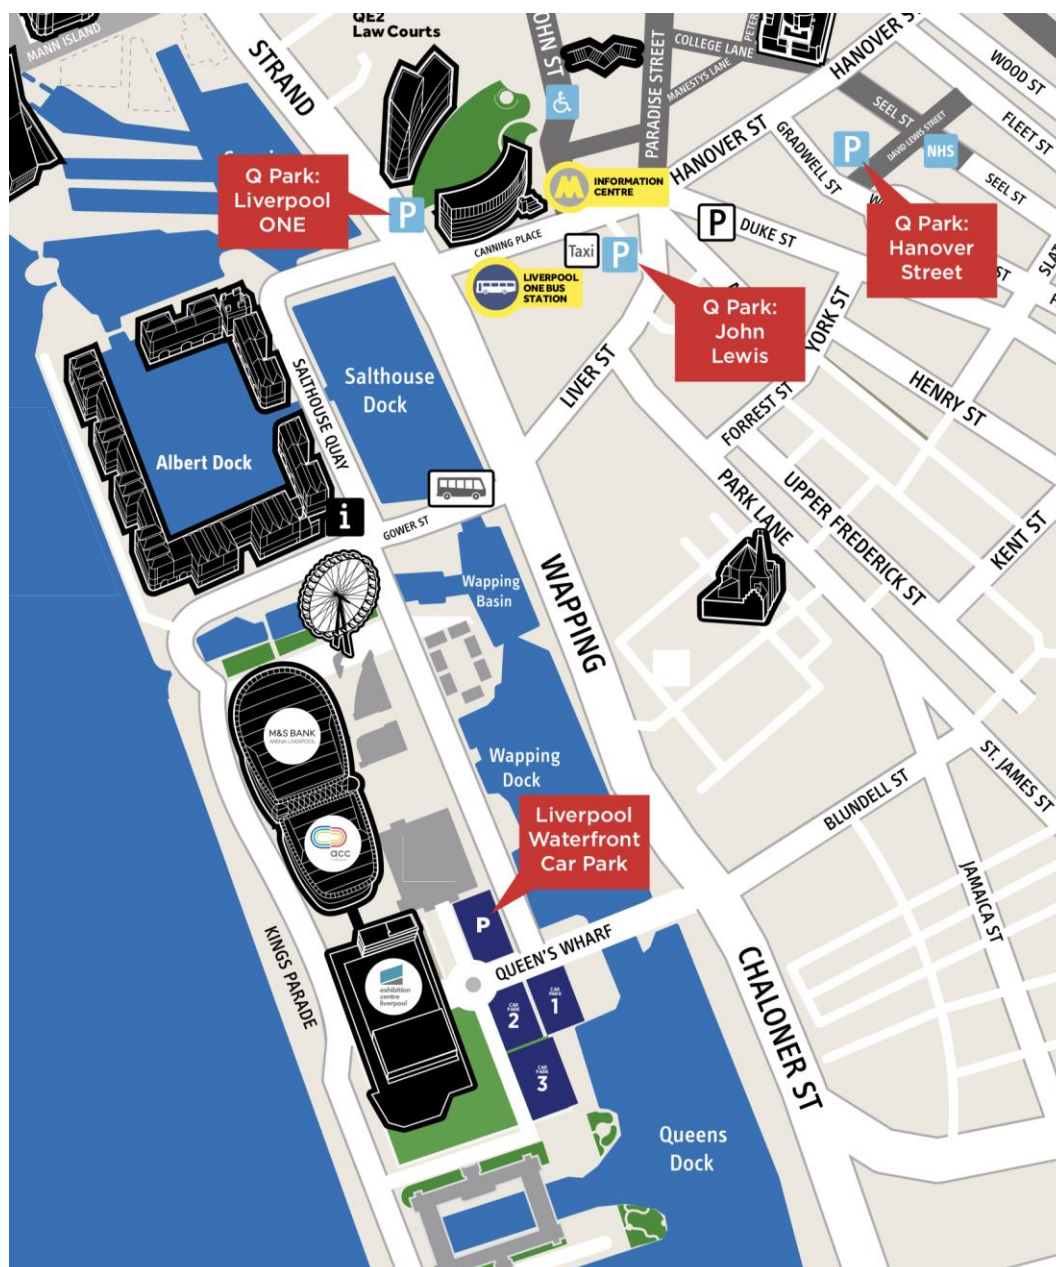 MANN ISLAND
STRAND
QE2
Law Courts
OHN ST
PARADISE STREET
COLLEGE LANE
MANESTYS LANE
PETER
HANOVER ST
WOOD ST
FLEET ST
SEEL ST
DAVID LEWIS STREET
GRADWELL ST
HANOVER ST
P
NHS
SEEL ST
Q Park:
Liverpool
ONE
P
M
INFORMATION
CENTRE
CANNING PLACE
Taxi
P
P
DUKE ST
Q Park:
Hanover
Street
LIVERPOOL
ONE BUS
STATION
Q Park:
John
Lewis
YORK ST
SALTHOUSE QUAY
Salthouse
Dock
LIVER ST
FORREST ST
HENRY ST
Albert Dock
i
GOWER ST
PARK LANE
UPPER FREDERICK ST
KENT ST
Wapping
Basin
WAPPING
M&S BANK
ARENA LIVERPOOL
Wapping
Dock
ST. JAMES ST
BLUNDELL ST
acc
Liverpool
Waterfront
Car Park
JAMAICA ST
P
KINGS PARADE
QUEEN'S WHARF
exhibition
centre
liverpool
CAR
PARK
1
CAR
PARK
2
CAR
PARK
3
CHALONER ST
Queens
Dock